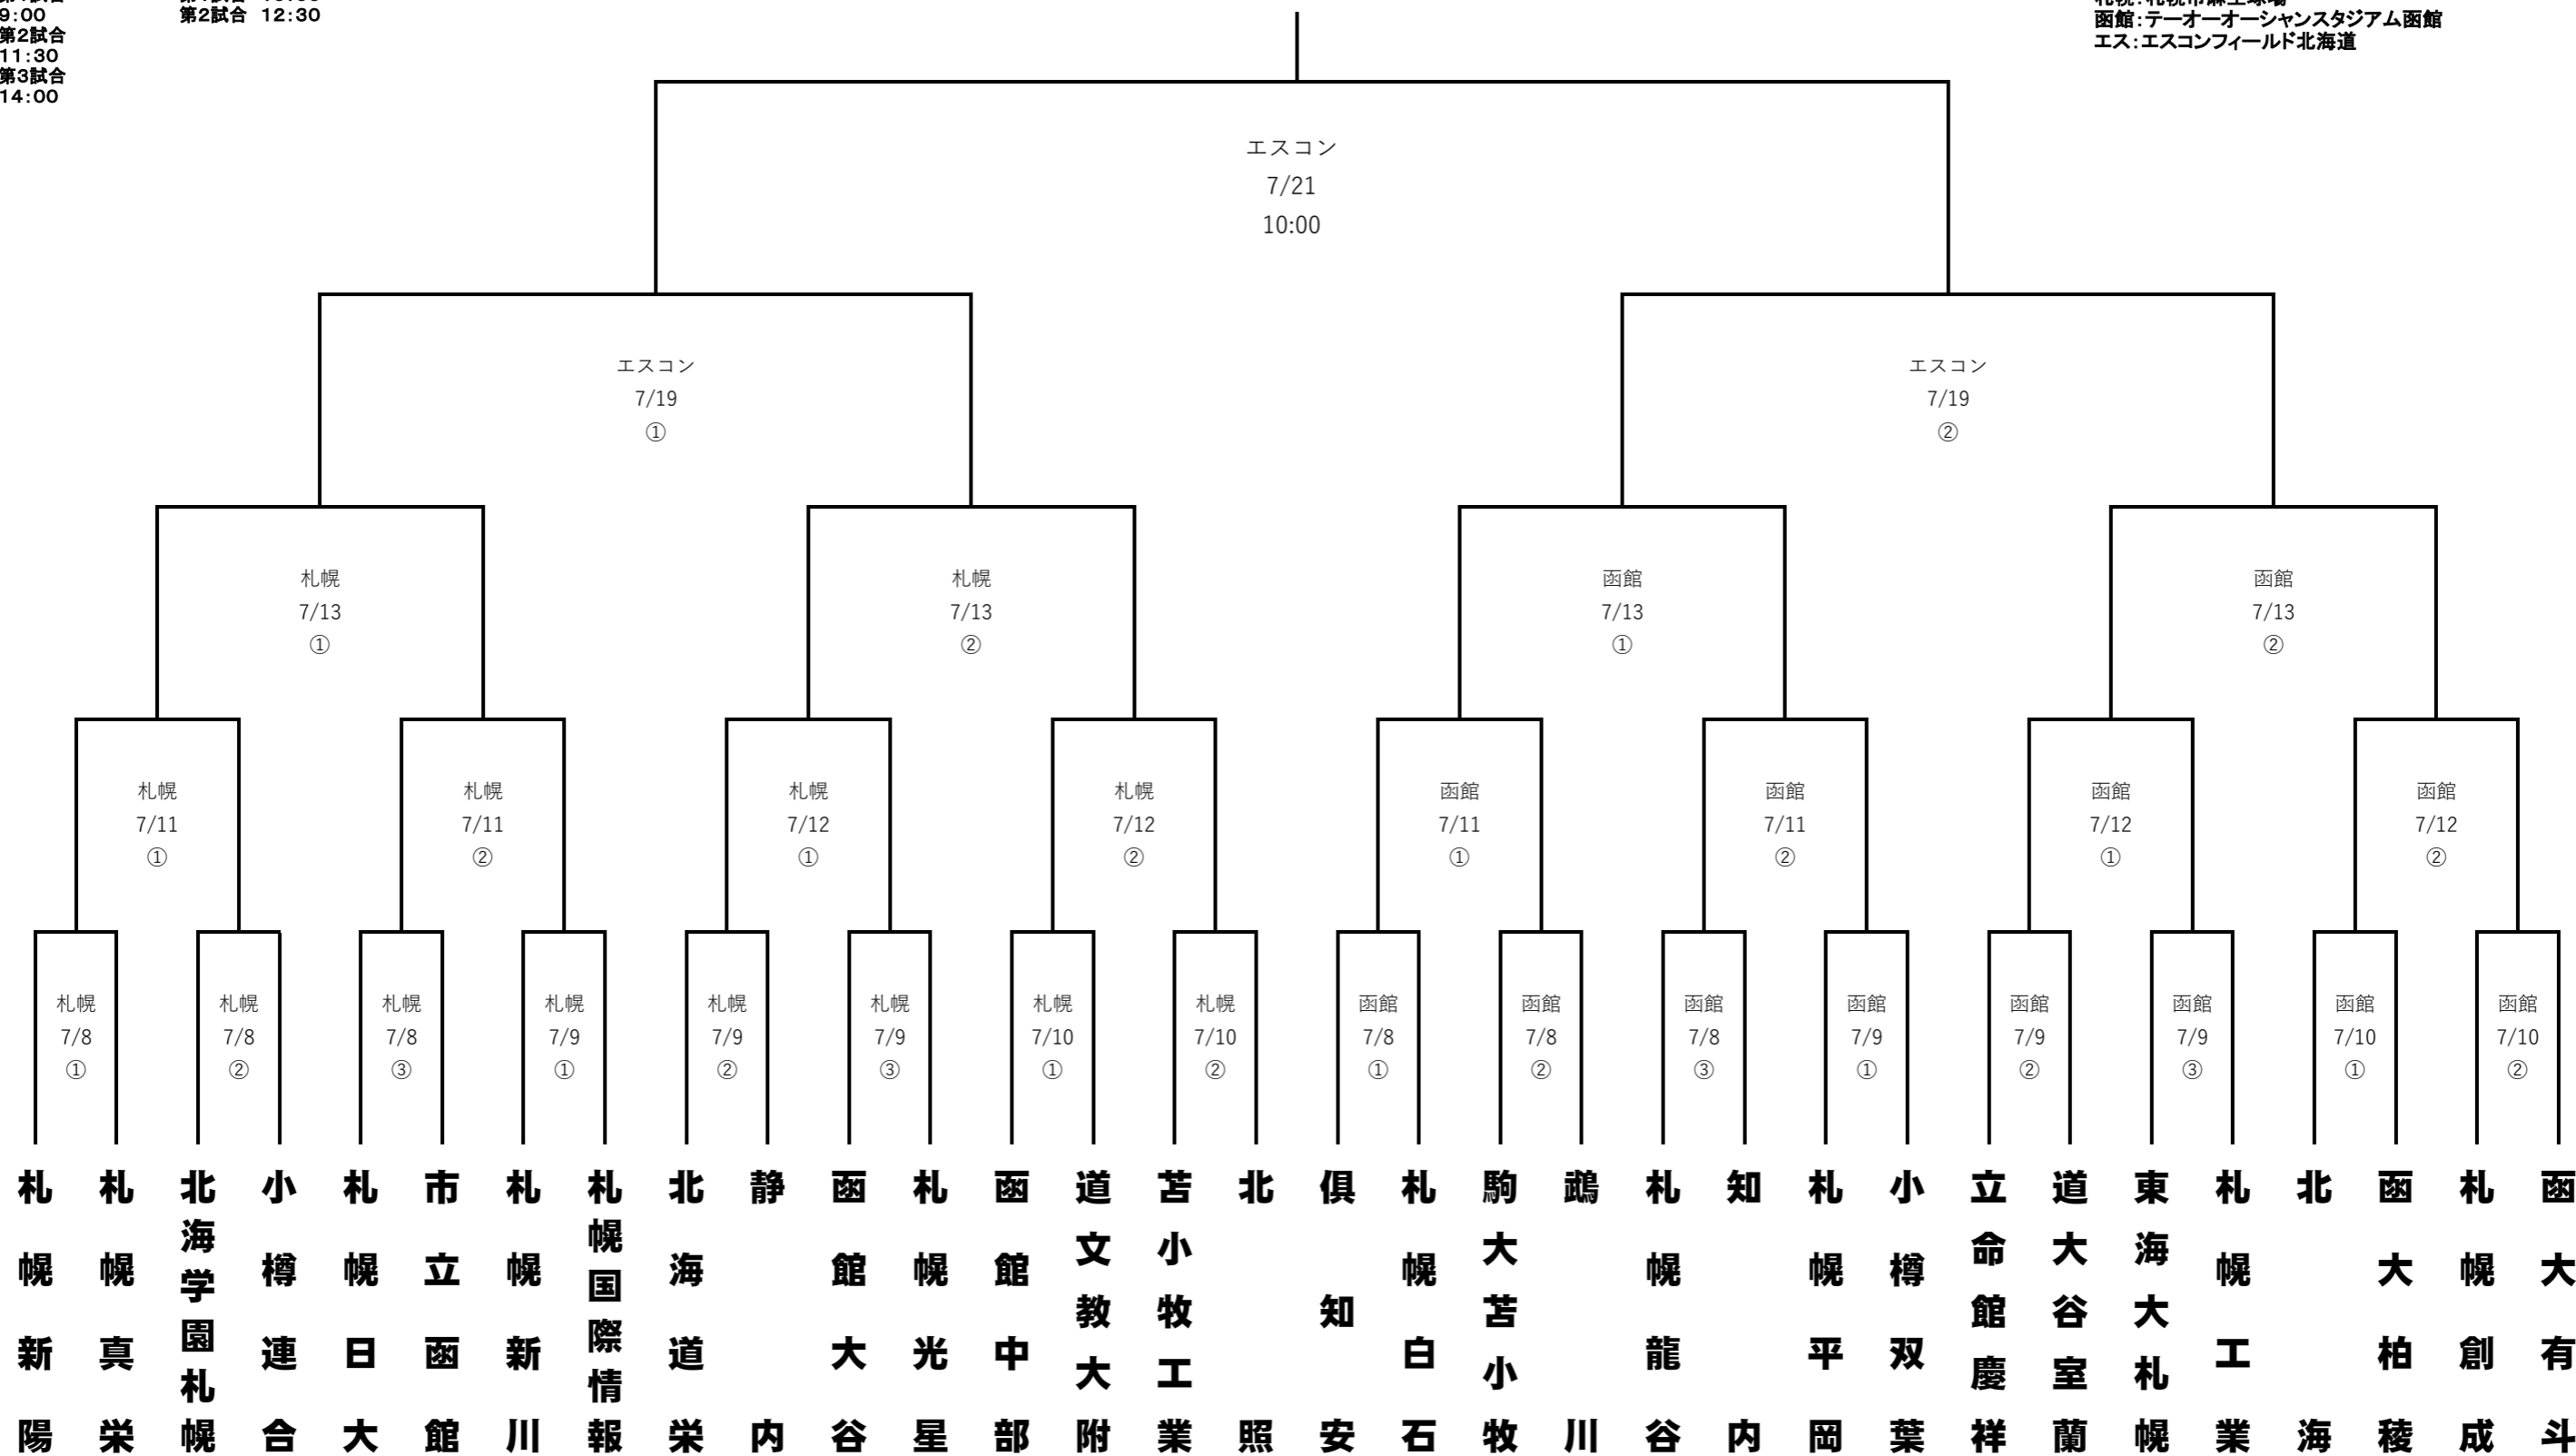 9:00
第2試合
11:30
第3試合
14:00
第2試合 12:30
函館:テーオーオーシャンスタジアム函館
エス:エスコンフィールド北海道
エスコン
7/21
10:00
エスコン
7/19
①
エスコン
7/19
②
札幌
7/13
①
札幌
7/13
②
函館
7/13
①
函館
7/13
②
札幌
7/11
①
札幌
7/11
②
札幌
7/12
①
札幌
7/12
②
函館
7/11
①
函館
7/11
②
函館
7/12
①
函館
7/12
②
札幌
7/8
①
札幌
7/8
②
札幌
7/8
③
札幌
7/9
①
札幌
7/9
②
札幌
7/9
③
札幌
7/10
①
札幌
7/10
②
函館
7/8
①
函館
7/8
②
函館
7/8
③
函館
7/9
①
函館
7/9
②
函館
7/9
③
函館
7/10
①
函館
7/10
②
札幌新陽
札幌真栄
北海学園札幌
小樽連合
札幌日大
市立函館
札幌新川
札幌国際情報
北海道栄
静内
函館大谷
札幌光星
函館中部
道文教大附
苫小牧工業
北照
倶知安
札幌白石
駒大苫小牧
鵡川
札幌龍谷
知内
札幌平岡
小樽双葉
立命館慶祥
道大谷室蘭
東海大札幌
札幌工業
北海
函大柏稜
札幌創成
函大有斗